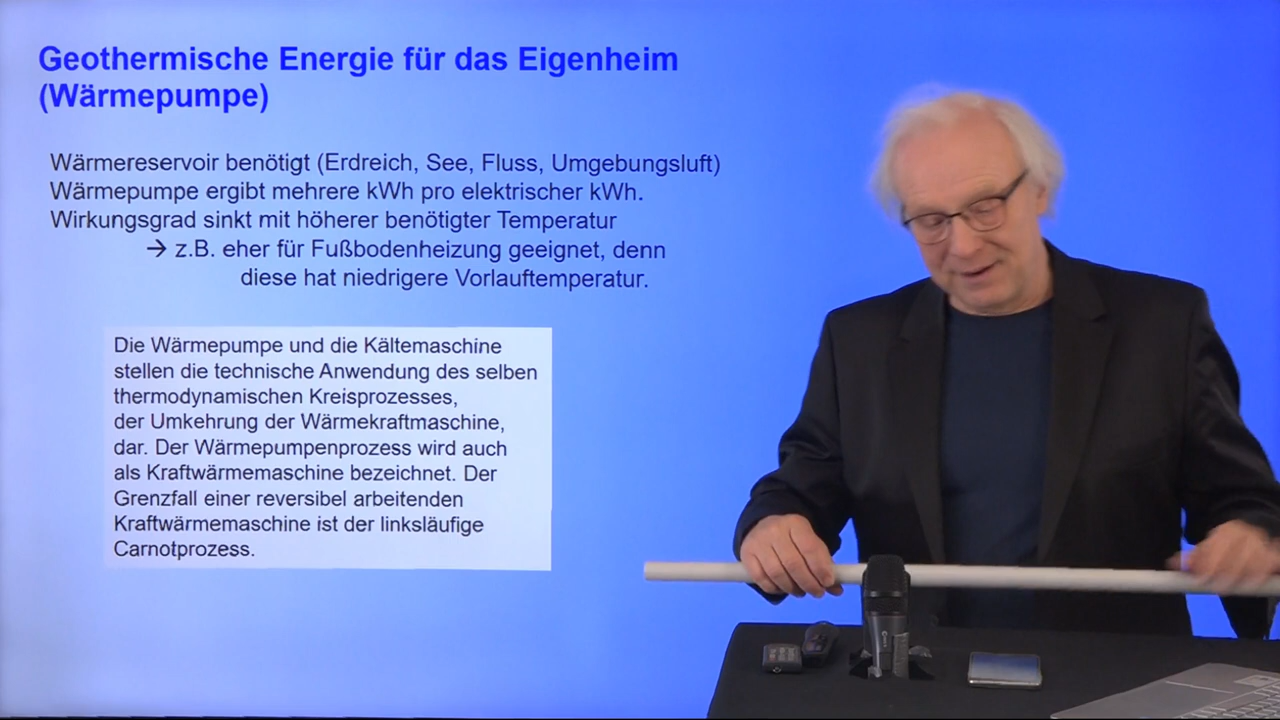 Geothermische Energie für das Eigenheim
(Wärmepumpe)
Wärmereservoir benötigt (Erdreich, See, Fluss, Umgebungsluft)
Wärmepumpe ergibt mehrere kWh pro elektrischer kWh.
Wirkungsgrad sinkt mit höherer benötigter Temperatur
→ z.B. eher für Fußbodenheizung geeignet, denn
diese hat niedrigere Vorlauftemperatur.
Die Wärmepumpe und die Kältemaschine
stellen die technische Anwendung des selben
thermodynamischen Kreisprozesses,
der Umkehrung der Wärmekraftmaschine,
dar. Der Wärmepumpenprozess wird auch
als Kraftwärmemaschine bezeichnet. Der
Grenzfall einer reversibel arbeitenden
Kraftwärmemaschine ist der linksläufige
Carnotprozess.